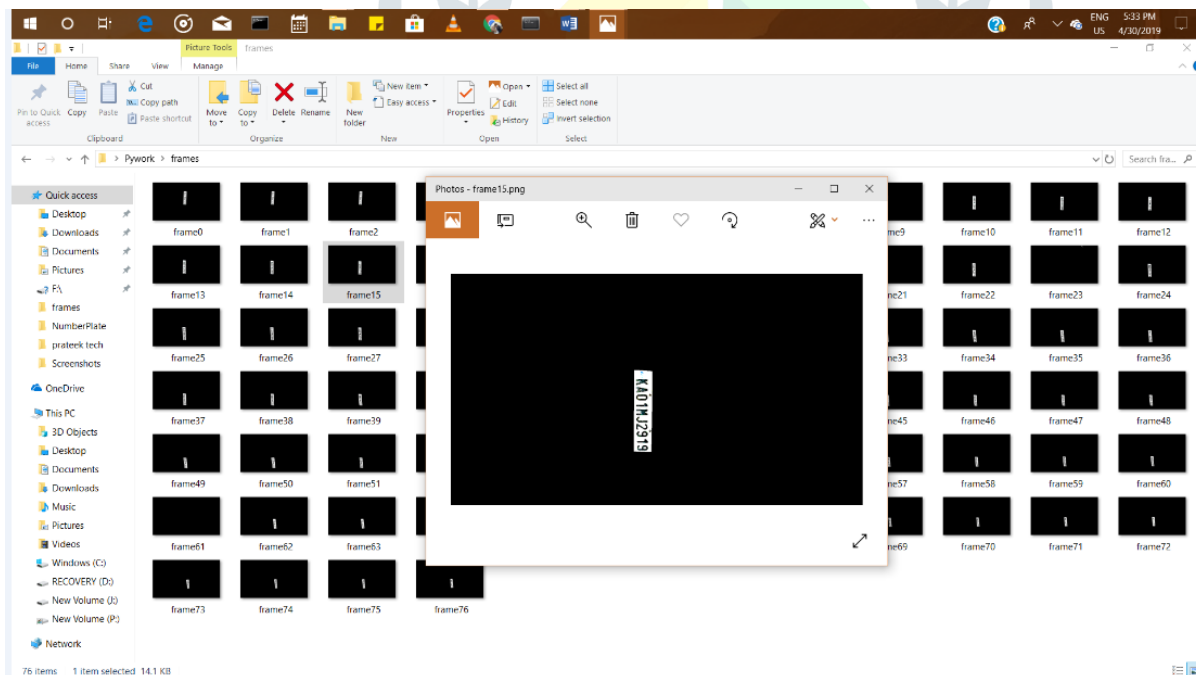 ENG 5:33 PM
US 4/30/2019
Picture Tools frames
File Home Share View Manage
Pin to Quick access Copy Paste
Cut
Copy path
Paste shortcut
Move to Copy to Delete Rename
New folder
New item
Easy access
Properties
Open
Edit
History
Select all
Select none
Invert selection
Clipboard Organize New Open Select
Pywork > frames
Search fra...
Quick access
Desktop
Downloads
Documents
Pictures
F:\
frames
NumberPlate
prateek tech
Screenshots
OneDrive
This PC
3D Objects
Desktop
Documents
Downloads
Music
Pictures
Videos
Windows (C:)
RECOVERY (D:)
New Volume (J:)
New Volume (P:)
Network
frame0 frame1 frame2 me9 frame10 frame11 frame12
frame13 frame14 frame15 ne21 frame22 frame23 frame24
frame25 frame26 frame27 ne33 frame34 frame35 frame36
frame37 frame38 frame39 ne45 frame46 frame47 frame48
frame49 frame50 frame51 ne57 frame58 frame59 frame60
frame61 frame62 frame63 ne69 frame70 frame71 frame72
frame73 frame74 frame75 frame76
Photos - frame15.png
KA01MJ2919
76 items 1 item selected 14.1 KB